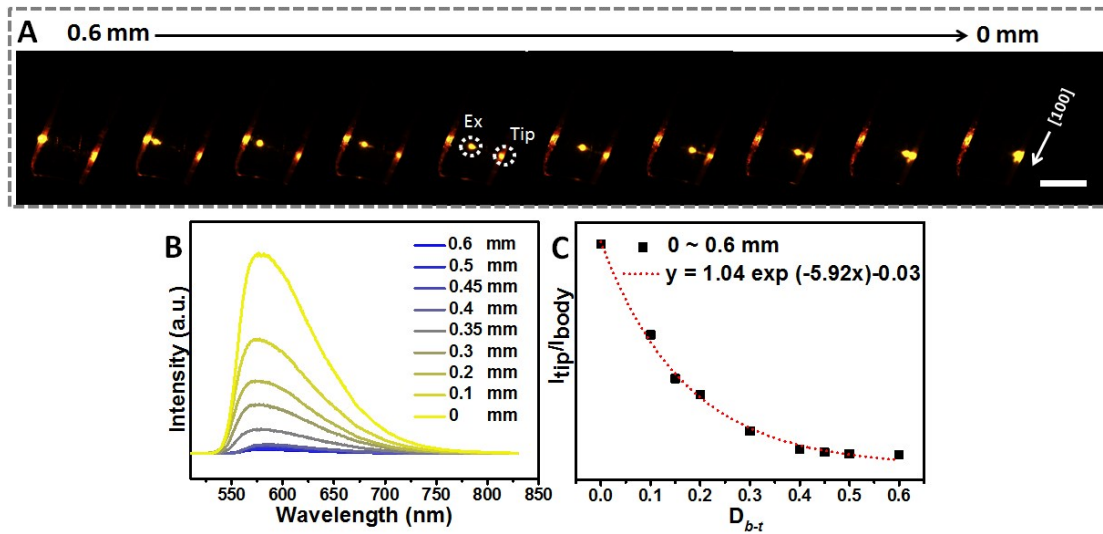 A
0.6 mm
0 mm
Ex
Tip
[100]
B
0.6 mm
0.5 mm
0.45 mm
0.4 mm
0.35 mm
0.3 mm
0.2 mm
0.1 mm
0 mm
Intensity (a.u.)
550 600 650 700 750 800 850
Wavelength (nm)
C
0 ~ 0.6 mm
y = 1.04 exp (-5.92x)-0.03
Itip/Ibody
0.0 0.1 0.2 0.3 0.4 0.5 0.6
Db-t